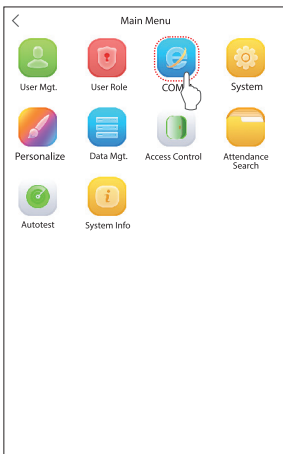 Main Menu
User Mgt.
User Role
COM
System
Personalize
Data Mgt.
Access Control
Attendance
Search
Autotest
System Info